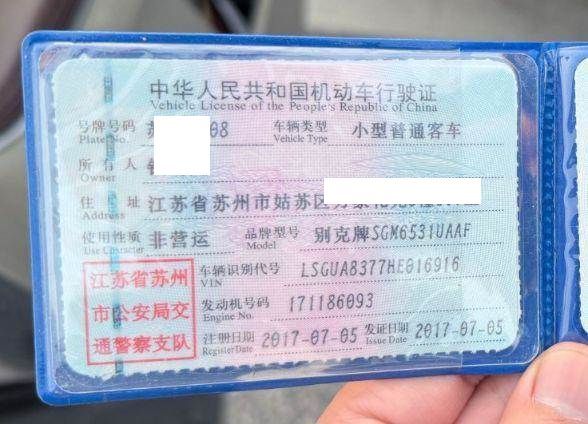 中华人民共和国机动车行驶证
Vehicle License of the People's Republic of China
号牌号码 苏 08 车辆类型 小型普通客车
Plate No. Vehicle Type
所有人
Owner
住址 江苏省苏州市姑苏区
Address
使用性质 非营运 品牌型号 别克牌SGM6531UAAF
Use Character Model
江苏省苏州
市公安局交
通警察支队
车辆识别代号 LSGUA8377HE016916
VIN
发动机号码 171186093
Engine No.
注册日期 2017-07-05 发证日期 2017-07-05
Register Date Issue Date